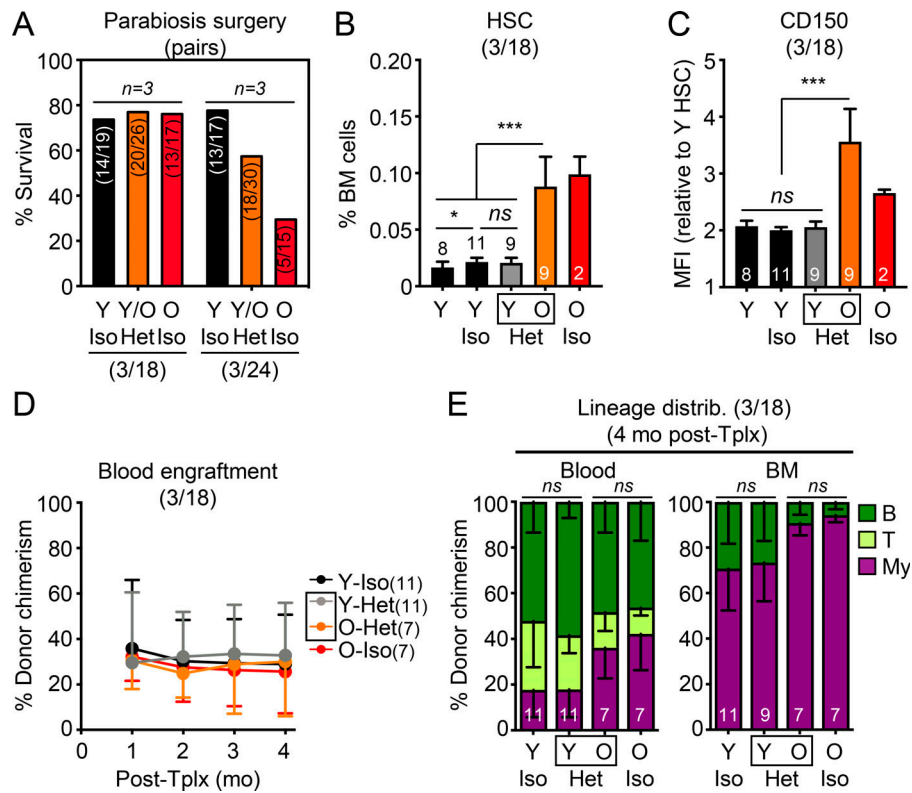 A
Parabiosis surgery
(pairs)
% Survival
100
80
60
40
20
0
n=3
n=3
(14/19)
(20/26)
(13/17)
(13/17)
(18/30)
(5/15)
Y Y/O O Y Y/O O
Iso Het Iso Iso Het Iso
(3/18) (3/24)
B
HSC
(3/18)
% BM cells
0.20
0.15
0.10
0.05
0.00
***
* ns
8 11 9 9 2
Y Y Y O O
Iso Het Iso
C
CD150
(3/18)
MFI (relative to Y HSC)
5
4
3
2
1
***
ns
8 11 9 9 2
Y Y Y O O
Iso Het Iso
D
Blood engraftment
(3/18)
% Donor chimerism
100
80
60
40
20
0
0 1 2 3 4
Post-Tplx (mo)
Y-Iso(11)
Y-Het(11)
O-Het(7)
O-Iso(7)
E
Lineage distrib. (3/18)
(4 mo post-Tplx)
Blood BM
ns ns ns ns
% Donor chimerism
100
80
60
40
20
0
11 11 7 7
11 9 7 7
Y Y O O Y Y O O
Iso Het Iso Iso Het Iso
B
T
My